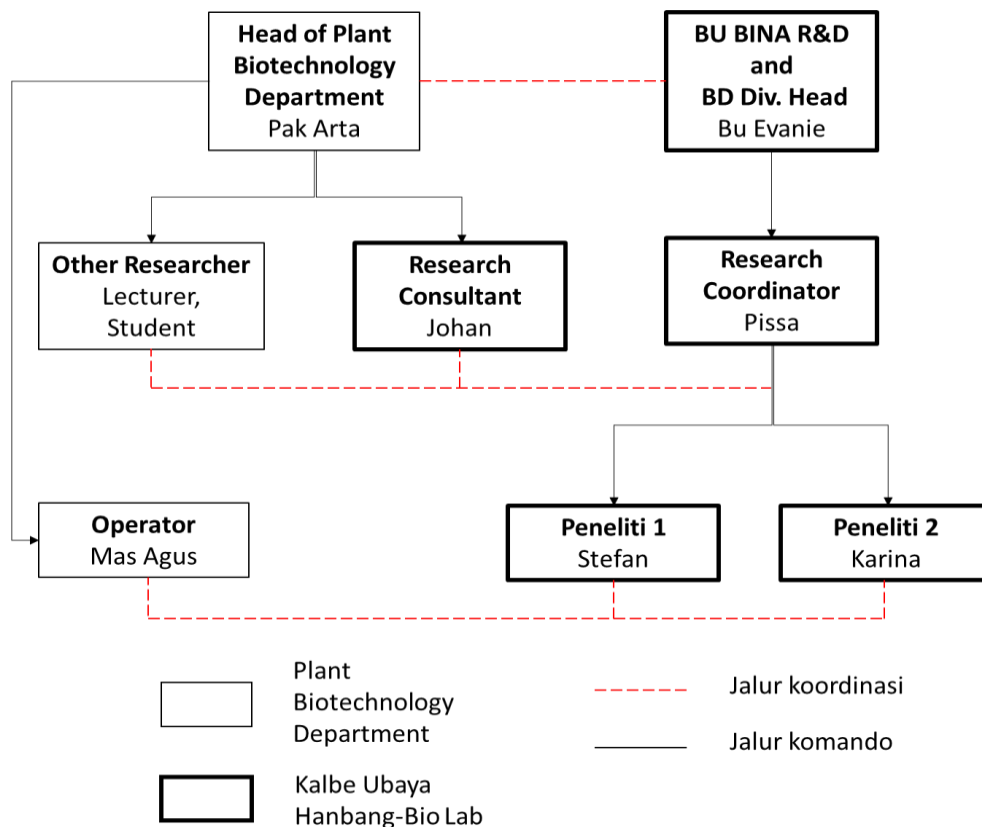 Head of Plant
Biotechnology
Department
Pak Arta
BU BINA R&D
and
BD Div. Head
Bu Evanie
Other Researcher
Lecturer,
Student
Research
Consultant
Johan
Research
Coordinator
Pissa
Operator
Mas Agus
Peneliti 1
Stefan
Peneliti 2
Karina
Plant
Biotechnology
Department
Jalur koordinasi
Jalur komando
Kalbe Ubaya
Hanbang-Bio Lab